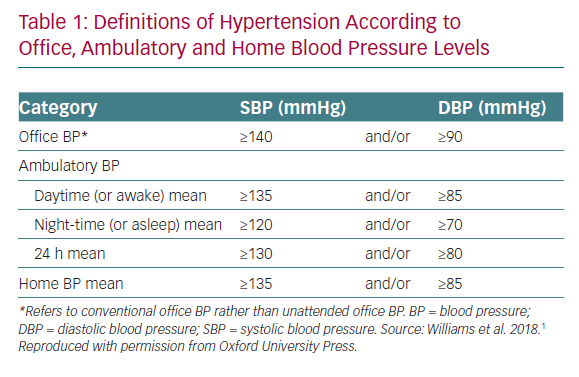 Table 1: Definitions of Hypertension According to
Office, Ambulatory and Home Blood Pressure Levels
Category SBP (mmHg) DBP (mmHg)
Office BP* ≥140 and/or ≥90
Ambulatory BP
Daytime (or awake) mean ≥135 and/or ≥85
Night-time (or asleep) mean ≥120 and/or ≥70
24 h mean ≥130 and/or ≥80
Home BP mean ≥135 and/or ≥85
*Refers to conventional office BP rather than unattended office BP. BP = blood pressure;
DBP = diastolic blood pressure; SBP = systolic blood pressure. Source: Williams et al. 2018.¹
Reproduced with permission from Oxford University Press.